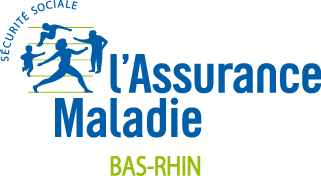 SÉCURITÉ SOCIALE
l'Assurance
Maladie
BAS-RHIN